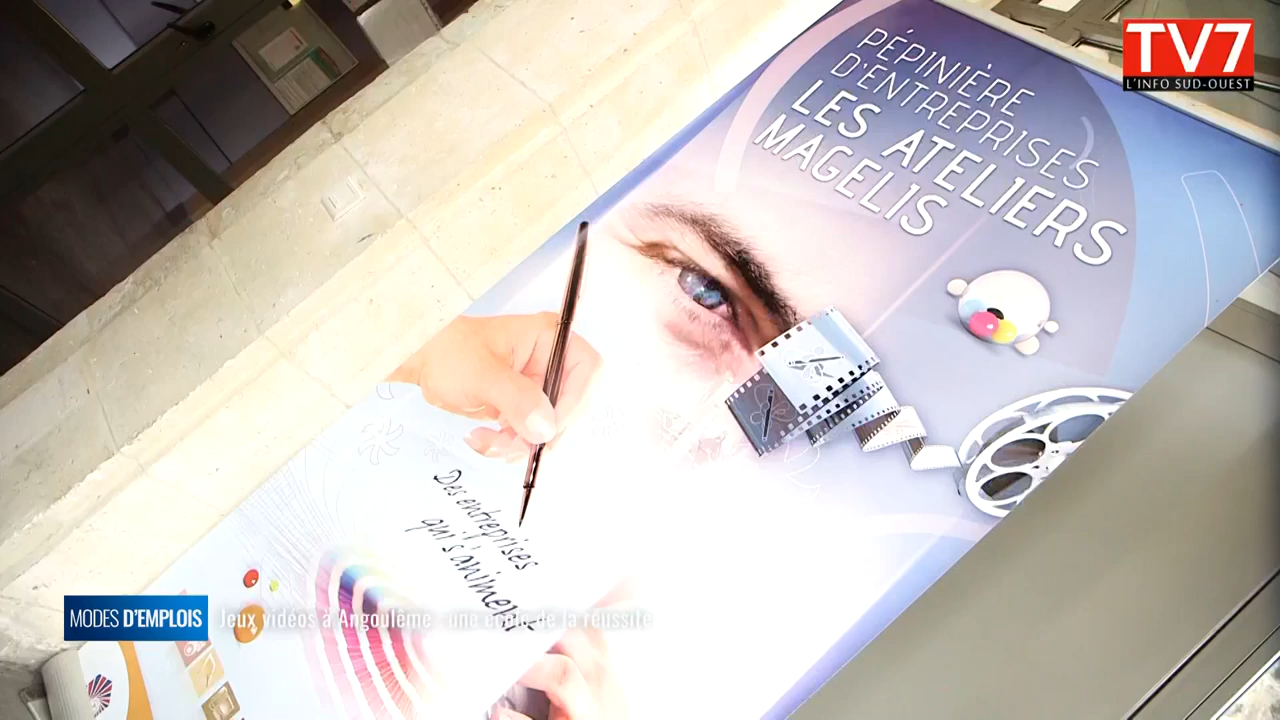 PÉPINIÈRE
D'ENTREPRISES
LES ATELIERS
MAGELIS
TV7
L'INFO SUD-OUEST
Des entreprises
qui s'animent
MODES D'EMPLOIS
Jeux vidéos à Angoulême : une école de la réussite